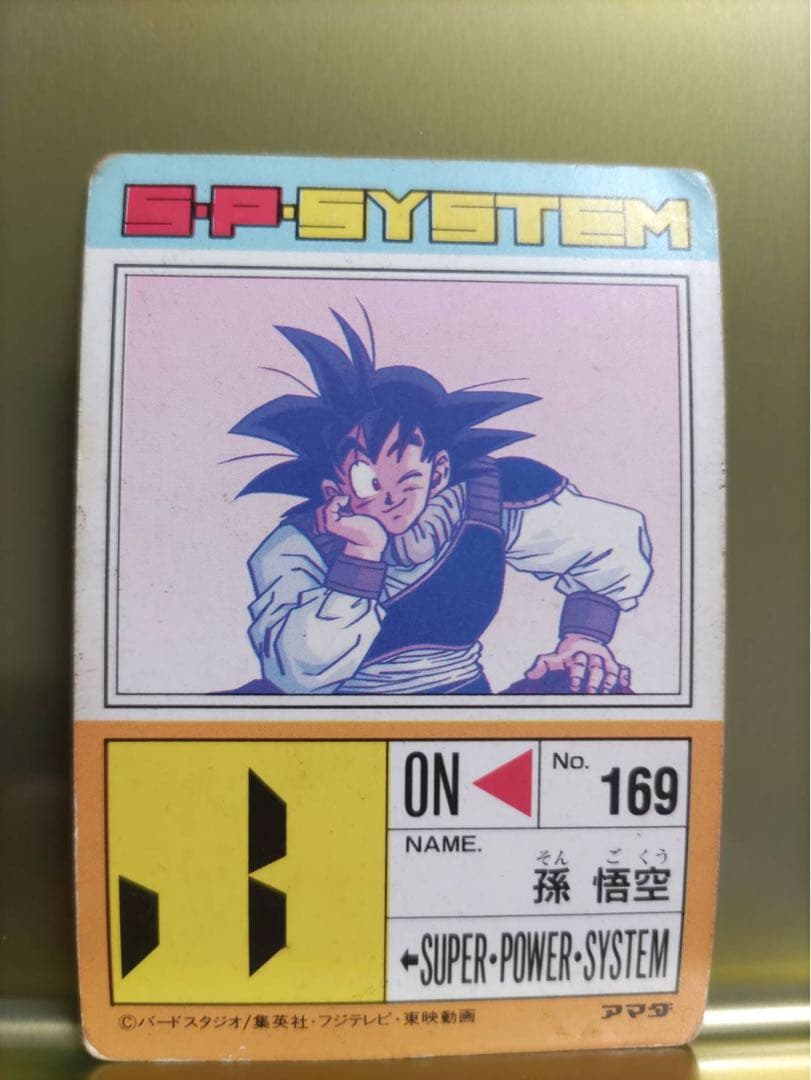 S・P・SYSTEM
ON
No. 169
NAME.
そん ごくう
孫 悟空
←SUPER・POWER・SYSTEM
©バードスタジオ/集英社・フジテレビ・東映動画
アマダ